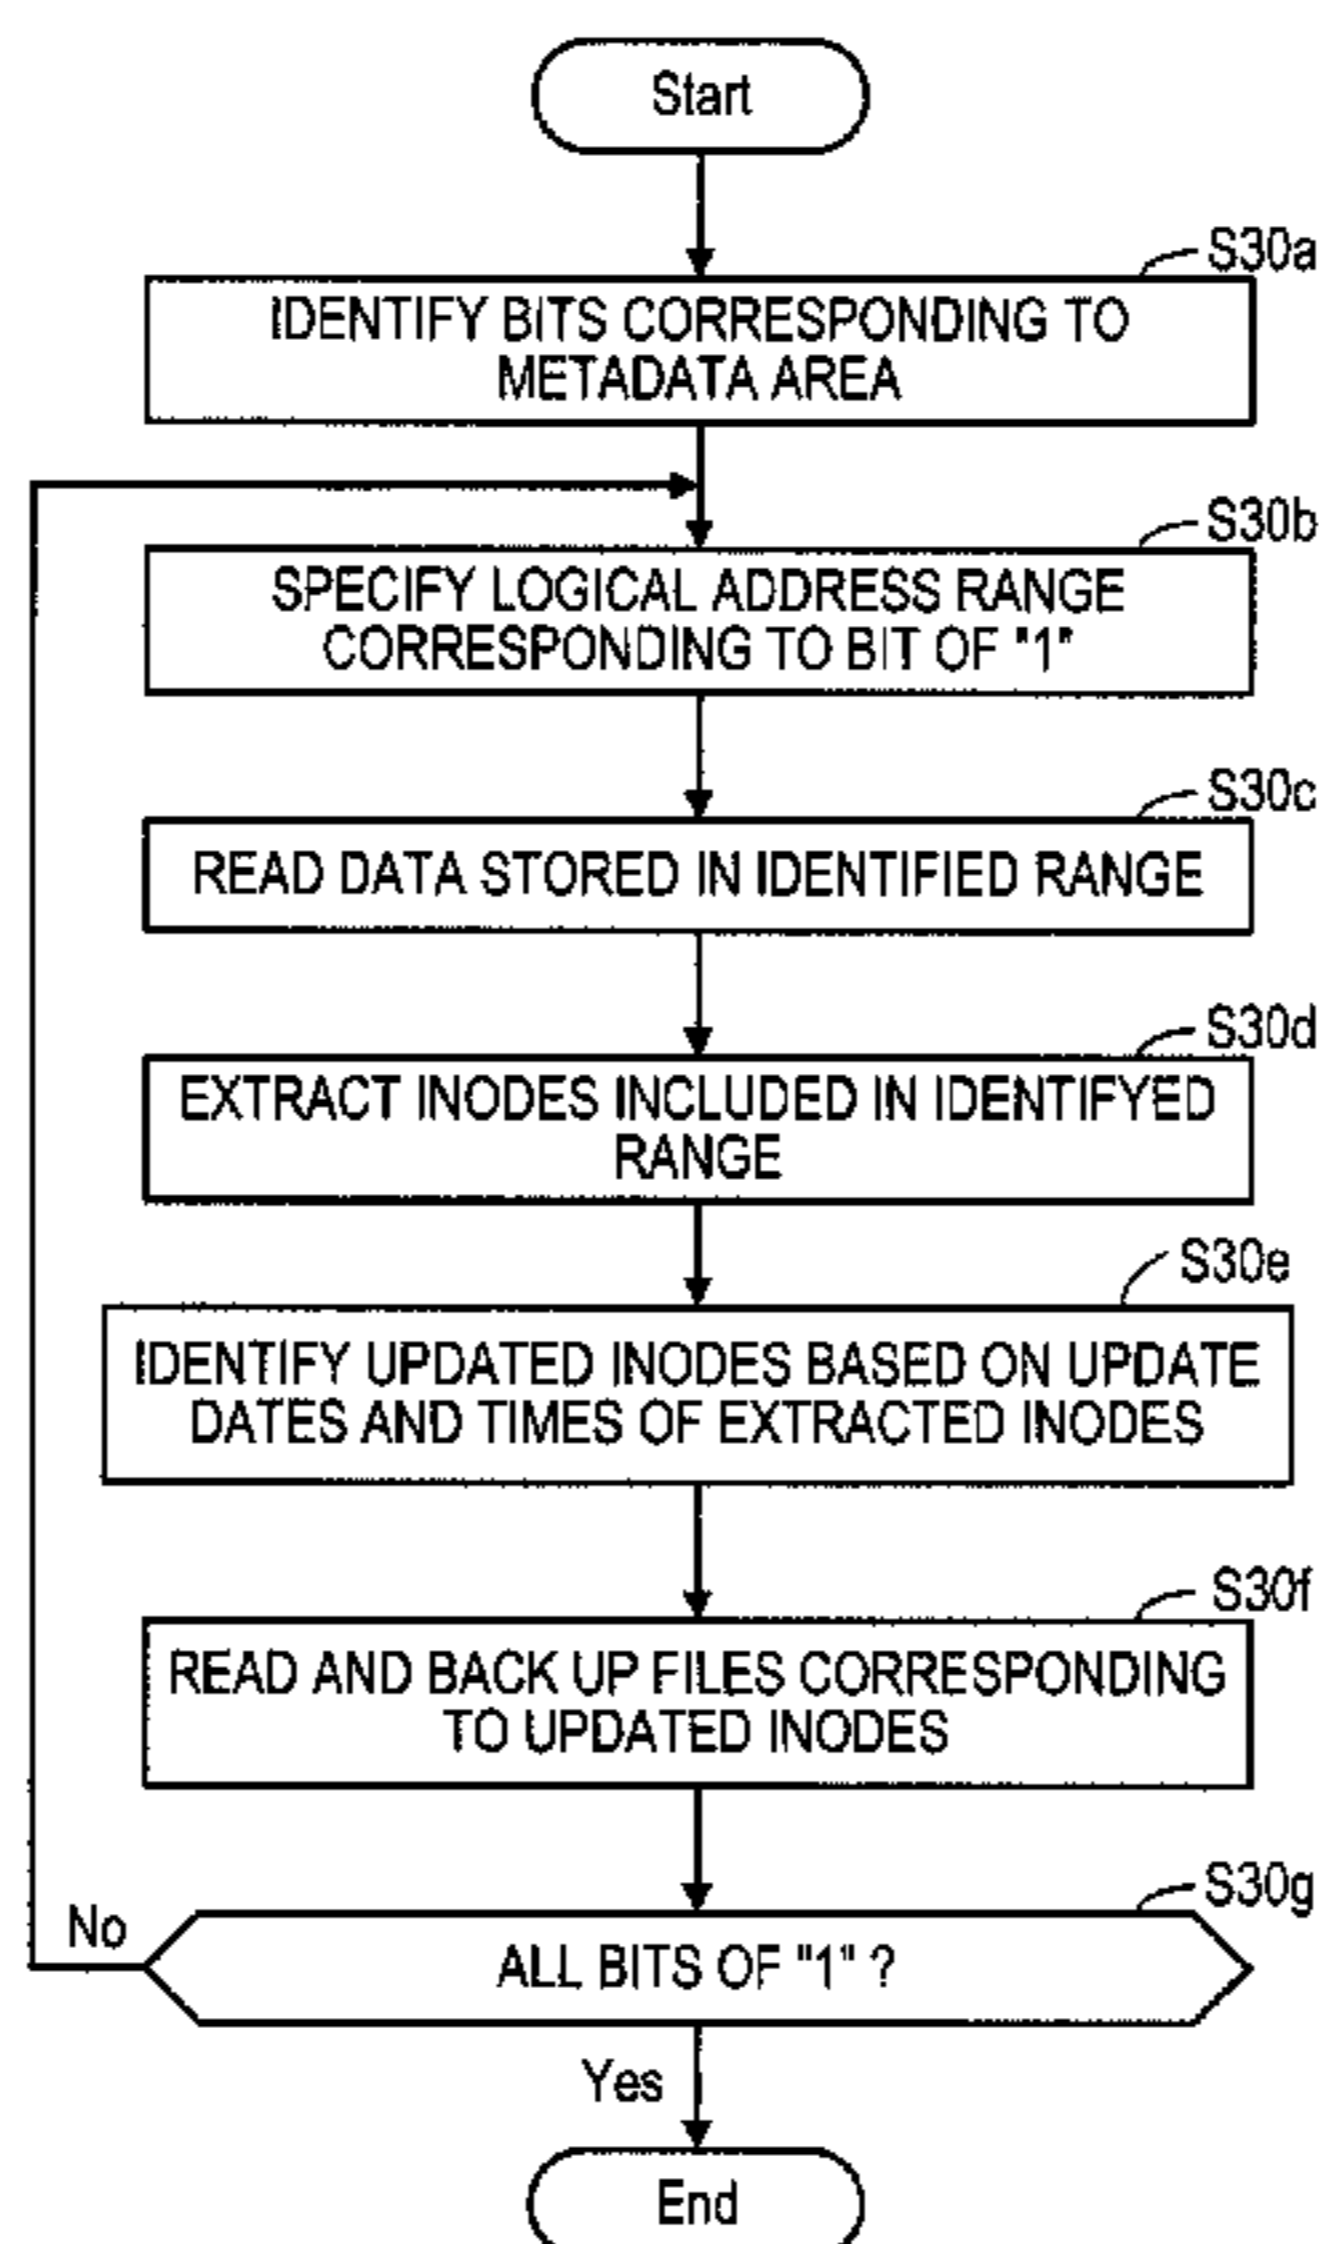 Start
S30a
IDENTIFY BITS CORRESPONDING TO
METADATA AREA
S30b
SPECIFY LOGICAL ADDRESS RANGE
CORRESPONDING TO BIT OF "1"
S30c
READ DATA STORED IN IDENTIFIED RANGE
S30d
EXTRACT INODES INCLUDED IN IDENTIFYED
RANGE
S30e
IDENTIFY UPDATED INODES BASED ON UPDATE
DATES AND TIMES OF EXTRACTED INODES
S30f
READ AND BACK UP FILES CORRESPONDING
TO UPDATED INODES
S30g
No
ALL BITS OF "1" ?
Yes
End